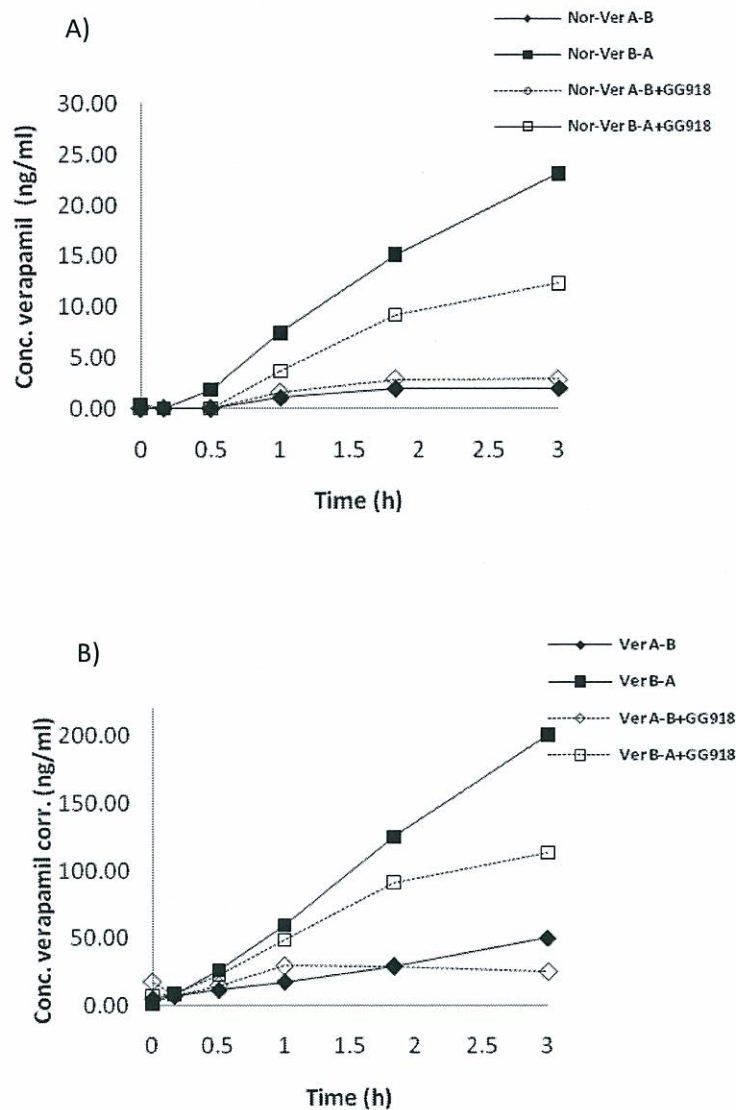 A)
Nor-Ver A-B
Nor-Ver B-A
Nor-Ver A-B+GG918
Nor-Ver B-A+GG918
Conc. verapamil (ng/ml)
30.00
25.00
20.00
15.00
10.00
5.00
0.00
0 0.5 1 1.5 2 2.5 3
Time (h)
B)
Ver A-B
Ver B-A
Ver A-B+GG918
Ver B-A+GG918
Conc. verapamil corr. (ng/ml)
200.00
150.00
100.00
50.00
0.00
0 0.5 1 1.5 2 2.5 3
Time (h)